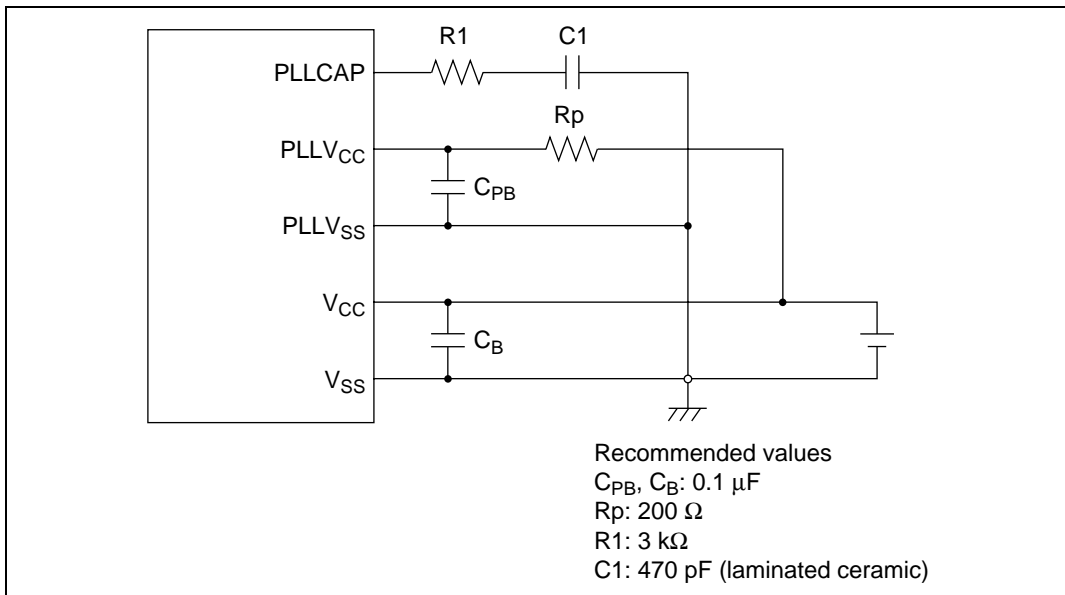 R1
C1
PLLCAP
Rp
PLLVCC
CPB
PLLVSS
VCC
CB
VSS
Recommended values
CPB, CB: 0.1 μF
Rp: 200 Ω
R1: 3 kΩ
C1: 470 pF (laminated ceramic)